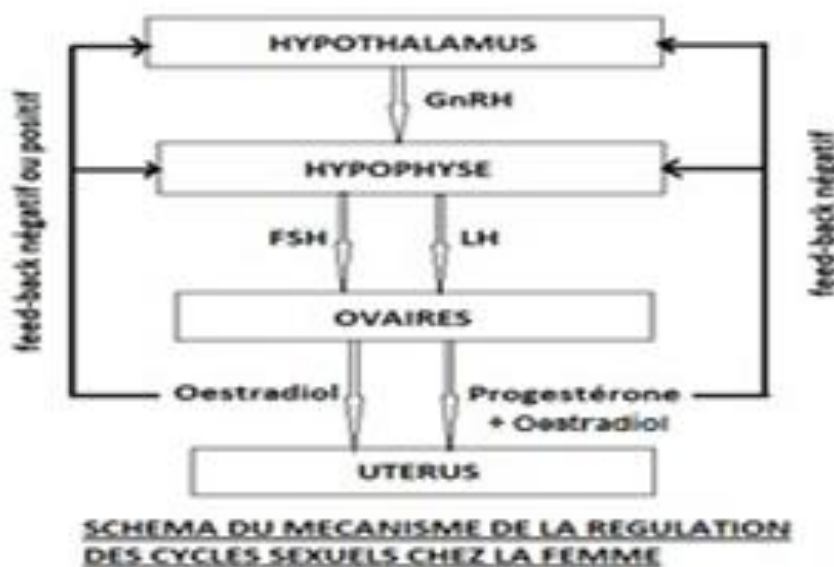 HYPOTHALAMUS
GnRH
feed-back négatif ou positif
feed-back négatif
HYPOPHYSE
FSH
LH
OVAIRES
Oestradiol
Progestérone
+ Oestradiol
UTERUS
SCHEMA DU MECANISME DE LA REGULATION
DES CYCLES SEXUELS CHEZ LA FEMME